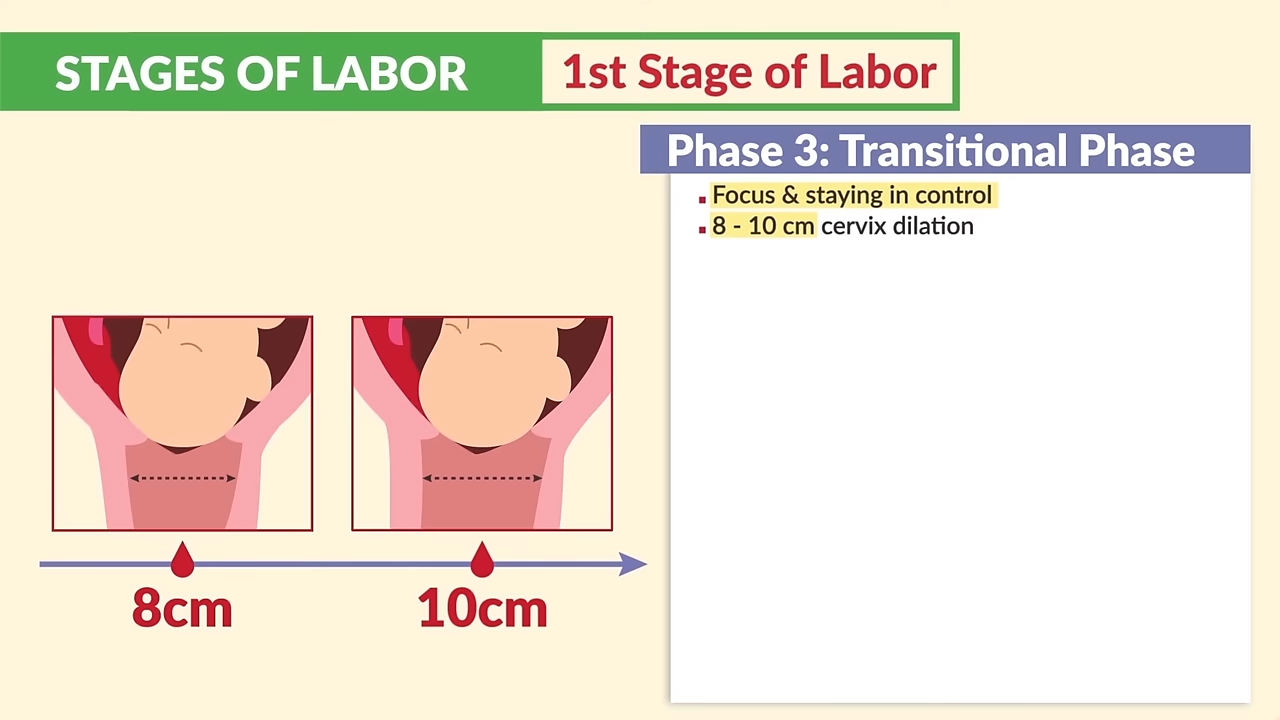 STAGES OF LABOR
1st Stage of Labor
Phase 3: Transitional Phase
Focus & staying in control
8 - 10 cm cervix dilation
8cm
10cm